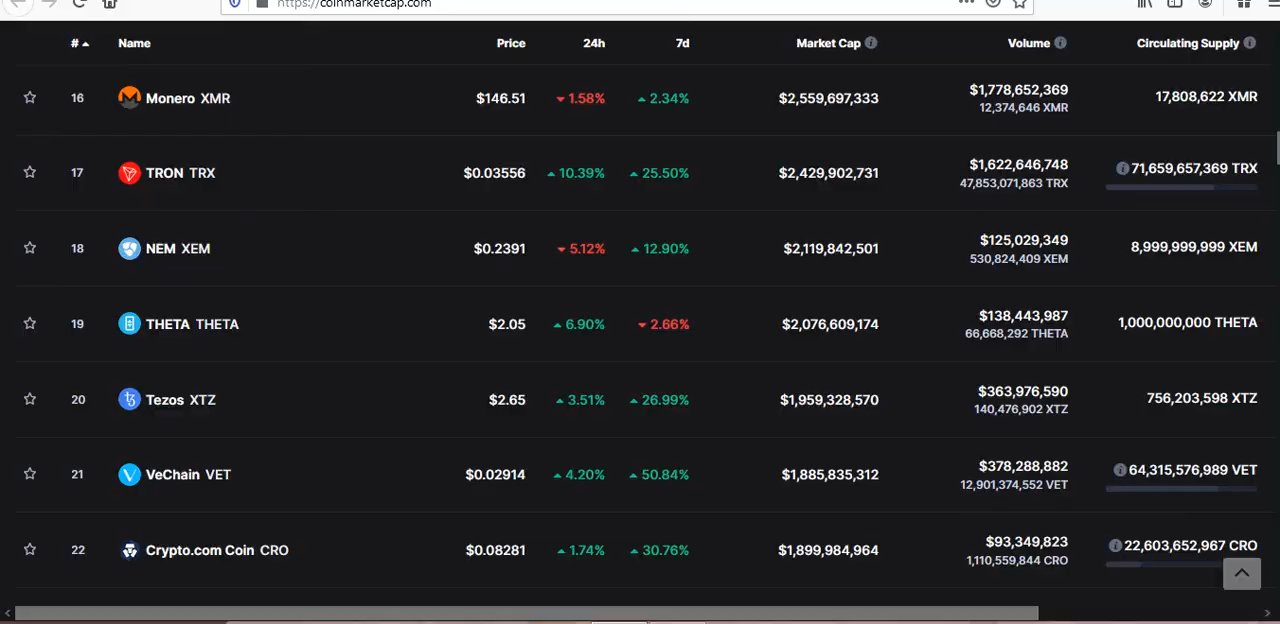 https://coinmarketcap.com
# Name Price 24h 7d Market Cap Volume Circulating Supply
16 Monero XMR $146.51 1.58% 2.34% $2,559,697,333 $1,778,652,369 17,808,622 XMR
12,374,646 XMR
17 TRON TRX $0.03556 10.39% 25.50% $2,429,902,731 $1,622,646,748 71,659,657,369 TRX
47,853,071,863 TRX
18 NEM XEM $0.2391 5.12% 12.90% $2,119,842,501 $125,029,349 8,999,999,999 XEM
530,824,409 XEM
19 THETA THETA $2.05 6.90% 2.66% $2,076,609,174 $138,443,987 1,000,000,000 THETA
66,668,292 THETA
20 Tezos XTZ $2.65 3.51% 26.99% $1,959,328,570 $363,976,590 756,203,598 XTZ
140,476,902 XTZ
21 VeChain VET $0.02914 4.20% 50.84% $1,885,835,312 $378,288,882 64,315,576,989 VET
12,901,374,552 VET
22 Crypto.com Coin CRO $0.08281 1.74% 30.76% $1,899,984,964 $93,349,823 22,603,652,967 CRO
1,110,559,844 CRO